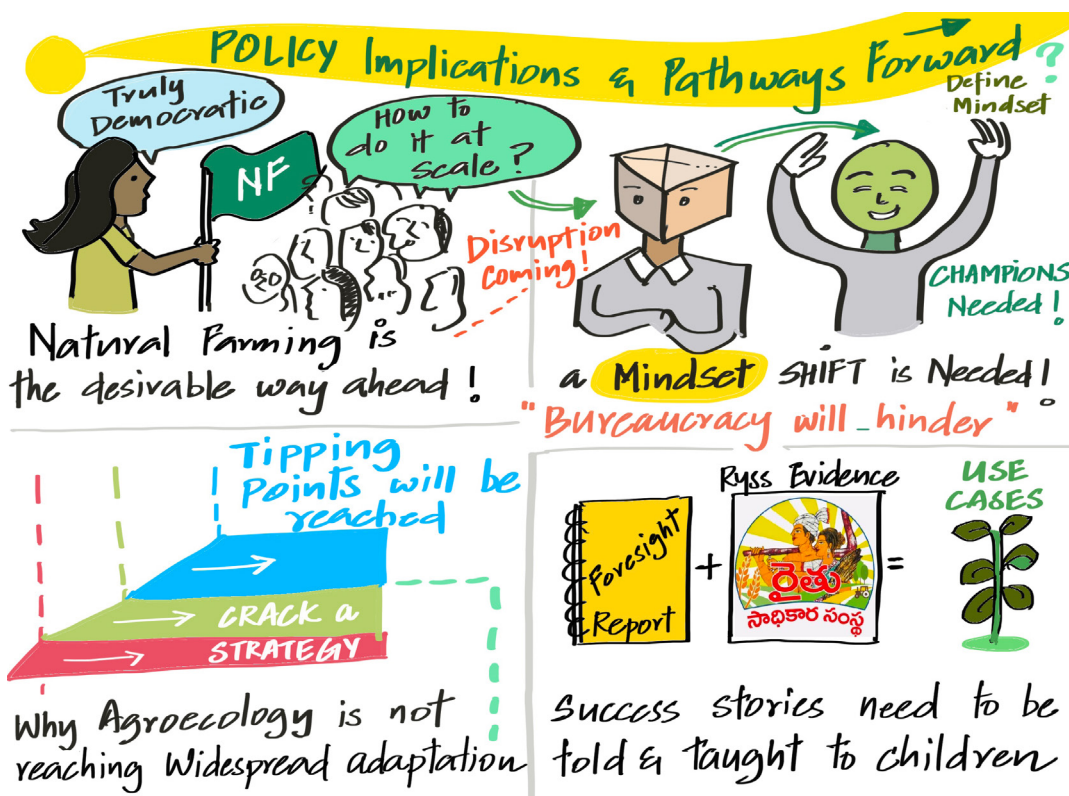 POLICY Implications & Pathways Forward ?
Truly
Democratic
NF
How to
do it at
scale?
Disruption
Coming!
Natural Farming is
the desirable way ahead!
Define
Mindset
CHAMPIONS
Needed!
a Mindset SHIFT is Needed!
"Bureaucracy will_hinder"
Tipping
Points will be
reached
CRACK a
STRATEGY
Why Agroecology is not
reaching Widespread adaptation
Ryss Evidence
Foresight
Report
+
రైతు
సాధికార సంస్థ
=
USE
CASES
Success stories need to be
told & taught to children